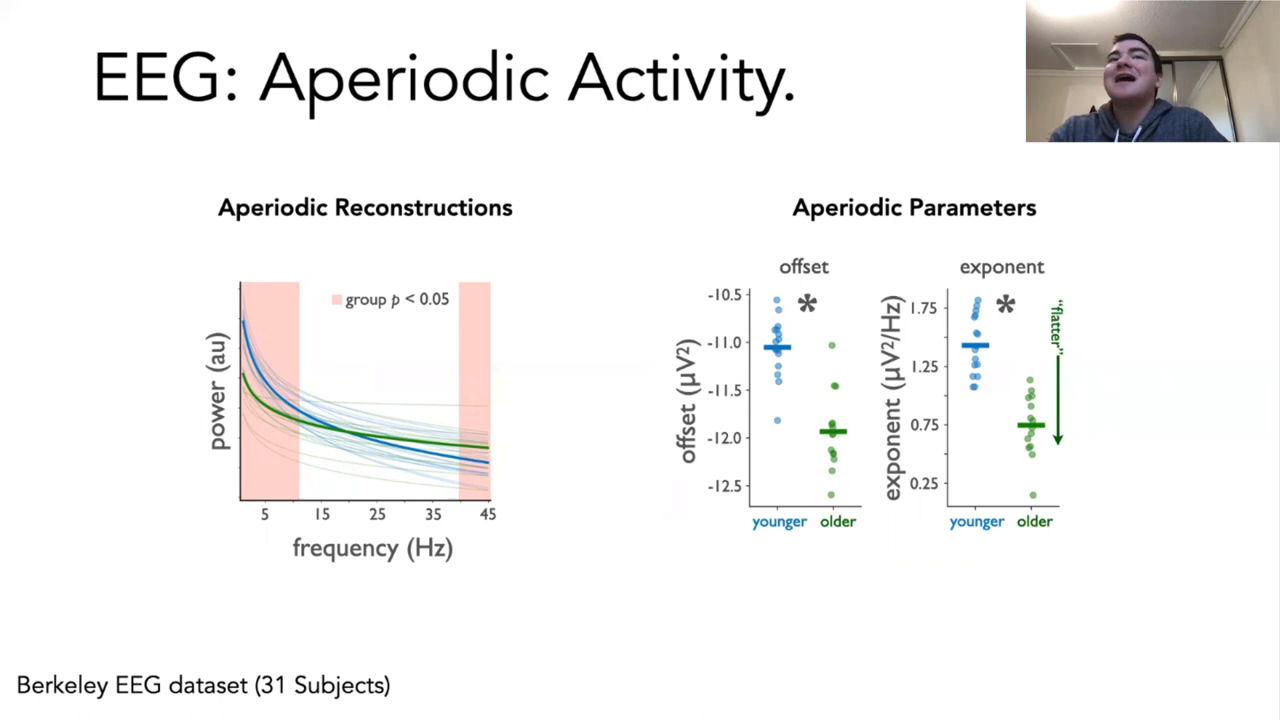 EEG: Aperiodic Activity.
Aperiodic Reconstructions
group p < 0.05
power (au)
5 15 25 35 45
frequency (Hz)
Aperiodic Parameters
offset
-10.5
-11.0
-11.5
-12.0
-12.5
offset (µV²)
*
younger older
exponent
1.75
1.25
0.75
0.25
exponent (µV²/Hz)
*
"flatter"
younger older
Berkeley EEG dataset (31 Subjects)